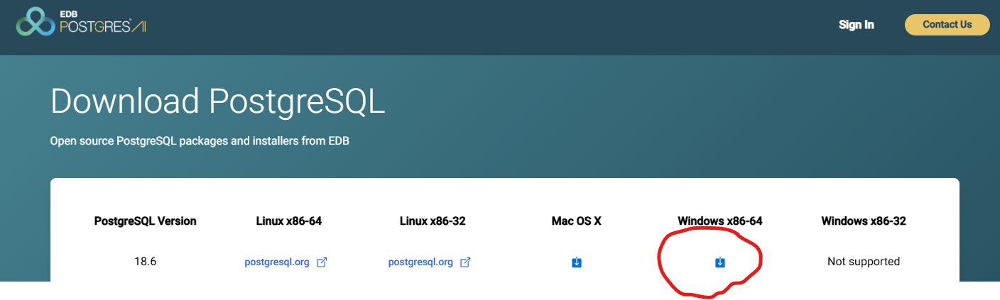 EDB
POSTGRES AI
Sign In
Contact Us
Download PostgreSQL
Open source PostgreSQL packages and installers from EDB
PostgreSQL Version Linux x86-64 Linux x86-32 Mac OS X Windows x86-64 Windows x86-32
18.6 postgresql.org postgresql.org Not supported